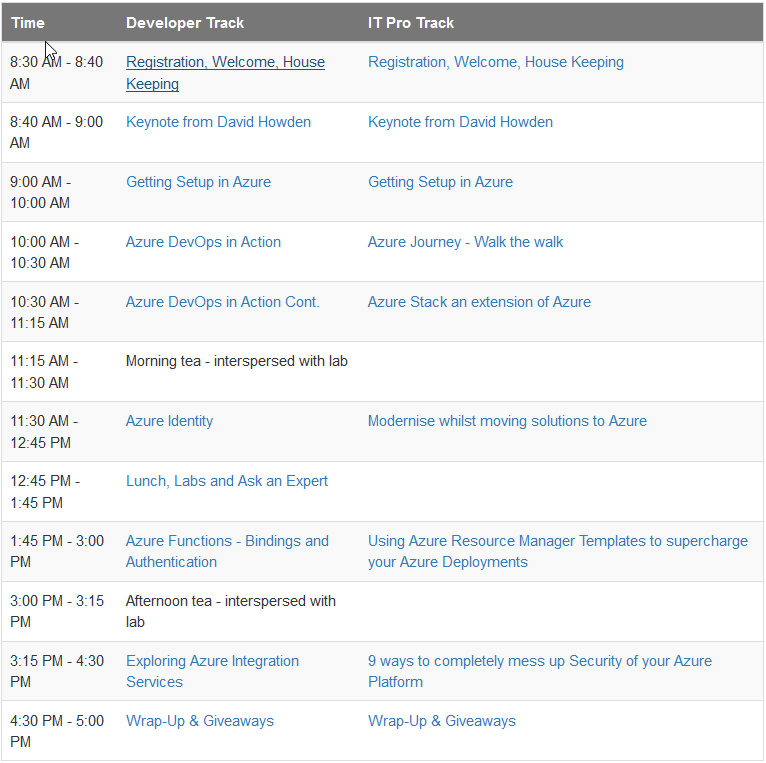 Time Developer Track IT Pro Track
8:30 AM - 8:40 Registration, Welcome, House Registration, Welcome, House Keeping
AM Keeping
8:40 AM - 9:00 Keynote from David Howden Keynote from David Howden
AM
9:00 AM - Getting Setup in Azure Getting Setup in Azure
10:00 AM
10:00 AM - Azure DevOps in Action Azure Journey - Walk the walk
10:30 AM
10:30 AM - Azure DevOps in Action Cont. Azure Stack an extension of Azure
11:15 AM
11:15 AM - Morning tea - interspersed with lab
11:30 AM
11:30 AM - Azure Identity Modernise whilst moving solutions to Azure
12:45 PM
12:45 PM - Lunch, Labs and Ask an Expert
1:45 PM
1:45 PM - 3:00 Azure Functions - Bindings and Using Azure Resource Manager Templates to supercharge
PM Authentication your Azure Deployments
3:00 PM - 3:15 Afternoon tea - interspersed with
PM lab
3:15 PM - 4:30 Exploring Azure Integration 9 ways to completely mess up Security of your Azure
PM Services Platform
4:30 PM - 5:00 Wrap-Up & Giveaways Wrap-Up & Giveaways
PM